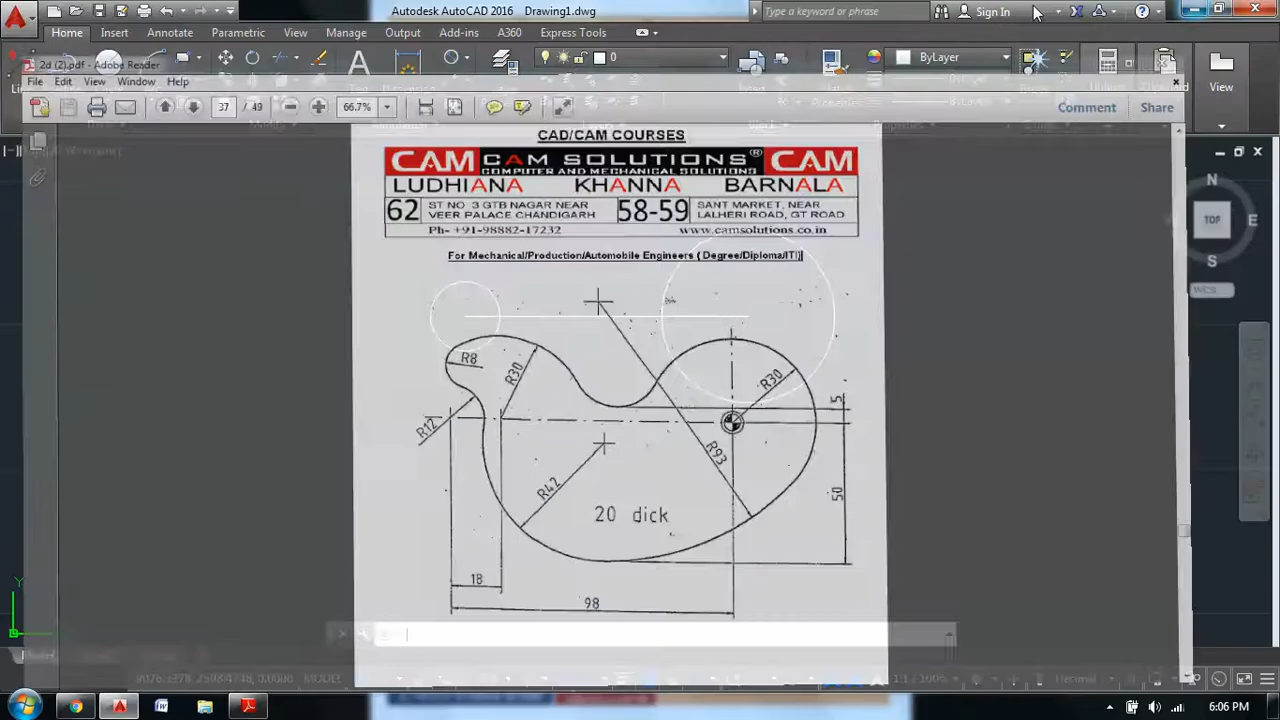 Autodesk AutoCAD 2016 Drawing1.dwg
Type a keyword or phrase
Sign In
Home Insert Annotate Parametric View Manage Output Add-ins A360 Express Tools
2d (2).pdf - Adobe Reader
0
ByLayer
View
File Edit View Window Help
37 / 49
66.7%
Comment Share
CAD/CAM COURSES
CAM CAM SOLUTIONS® CAM
COMPUTER AND MECHANICAL SOLUTIONS
LUDHIANA KHANNA BARNALA
62 ST NO 3 GTB NAGAR NEAR VEER PALACE CHANDIGARH
58-59 SANT MARKET, NEAR LALHERI ROAD, GT ROAD
Ph- +91-98882-17232 www.camsolutions.co.in
For Mechanical/Production/Automobile Engineers ( Degree/Diploma/ITI)
N
TOP E
S
WCS
R8
R30
R30
5
R12
R93
R42
50
20 dick
18
98
Y
MODEL
6:06 PM